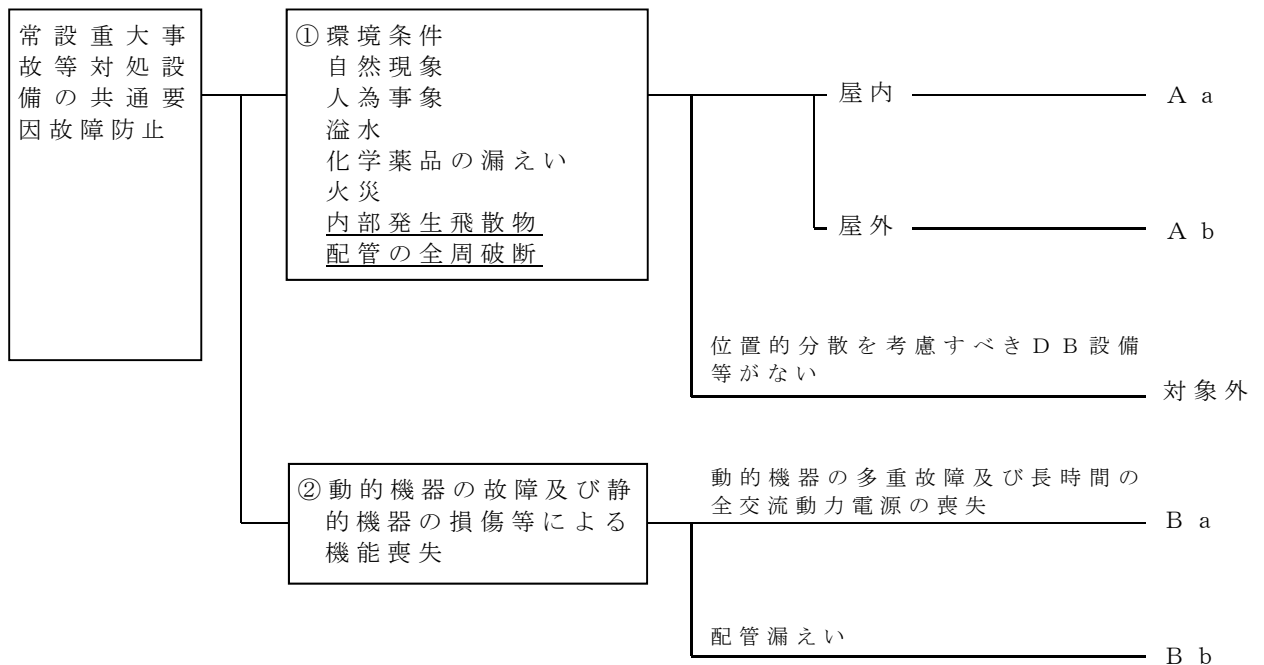 常設重大事
故等対処設
備の共通要
因故障防止
①環境条件
自然現象
人為事象
溢水
化学薬品の漏えい
火災
内部発生飛散物
配管の全周破断
屋内
Ａａ
屋外
Ａｂ
位置的分散を考慮すべきＤＢ設備
等がない
対象外
②動的機器の故障及び静
的機器の損傷等による
機能喪失
動的機器の多重故障及び長時間の
全交流動力電源の喪失
Ｂａ
配管漏えい
Ｂｂ